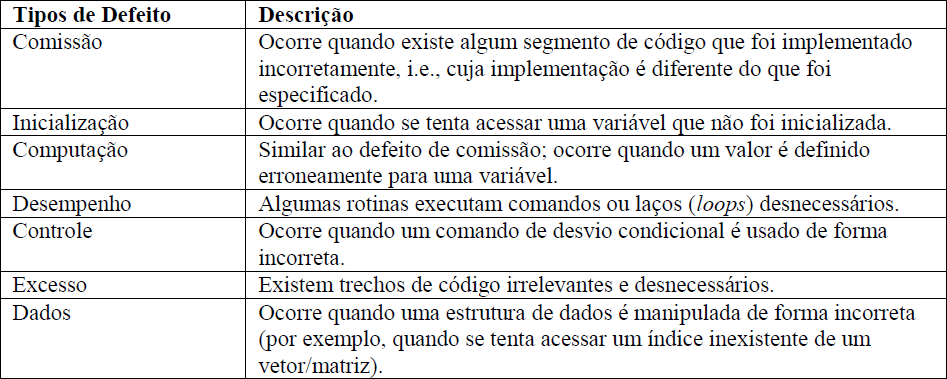 Tipos de Defeito Descrição
Comissão Ocorre quando existe algum segmento de código que foi implementado
incorretamente, i.e., cuja implementação é diferente do que foi
especificado.
Inicialização Ocorre quando se tenta acessar uma variável que não foi inicializada.
Computação Similar ao defeito de comissão; ocorre quando um valor é definido
erroneamente para uma variável.
Desempenho Algumas rotinas executam comandos ou laços (loops) desnecessários.
Controle Ocorre quando um comando de desvio condicional é usado de forma
incorreta.
Excesso Existem trechos de código irrelevantes e desnecessários.
Dados Ocorre quando uma estrutura de dados é manipulada de forma incorreta
(por exemplo, quando se tenta acessar um índice inexistente de um
vetor/matriz).